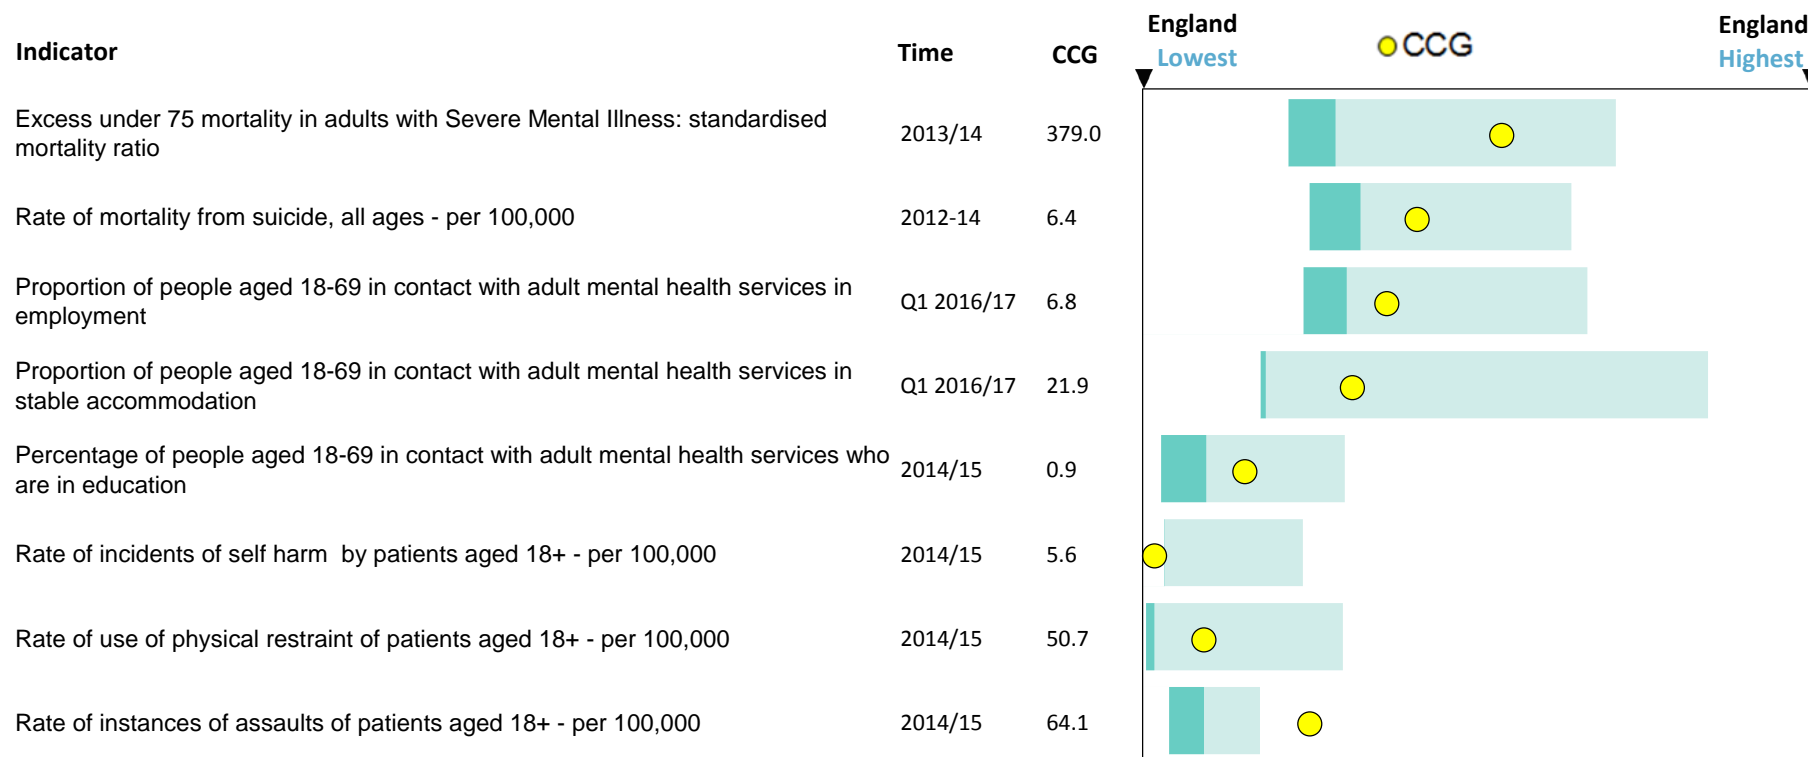 England England
Indicator Time CCG CCG
Lowest Highest
Excess under 75 mortality in adults with Severe Mental Illness: standardised
mortality ratio
2013/14 379.0
Rate of mortality from suicide, all ages - per 100,000 2012-14 6.4
Proportion of people aged 18-69 in contact with adult mental health services in
employment
Q1 2016/17 6.8
Proportion of people aged 18-69 in contact with adult mental health services in
stable accommodation
Q1 2016/17 21.9
Percentage of people aged 18-69 in contact with adult mental health services who
are in education
2014/15 0.9
Rate of incidents of self harm  by patients aged 18+ - per 100,000 2014/15 5.6
Rate of use of physical restraint of patients aged 18+ - per 100,000 2014/15 50.7
Rate of instances of assaults of patients aged 18+ - per 100,000 2014/15 64.1